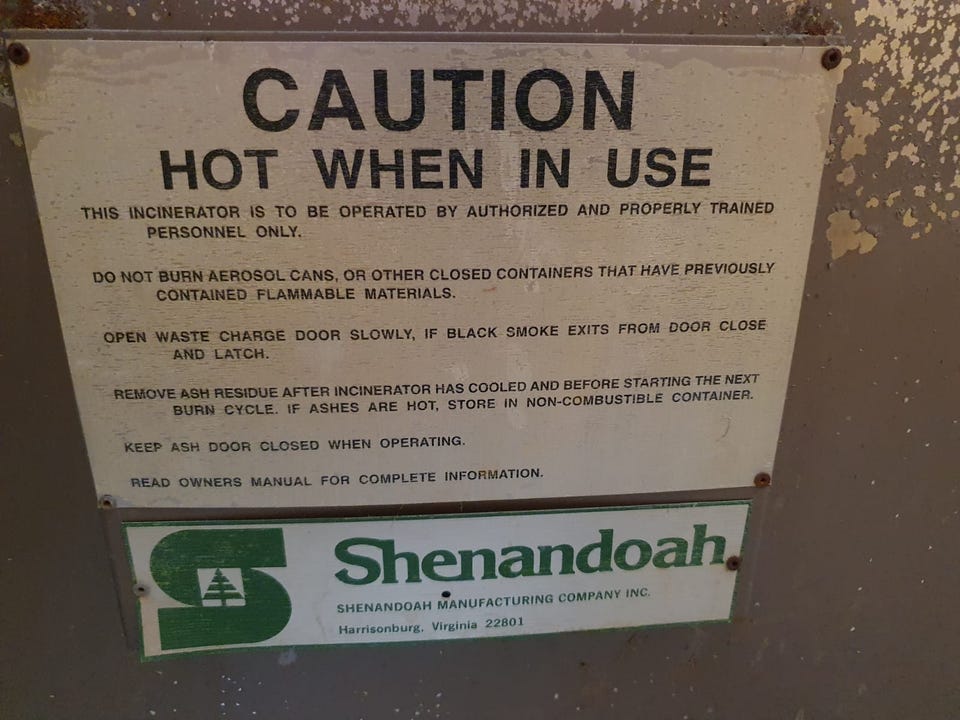 CAUTION
HOT WHEN IN USE
THIS INCINERATOR IS TO BE OPERATED BY AUTHORIZED AND PROPERLY TRAINED
PERSONNEL ONLY.
DO NOT BURN AEROSOL CANS, OR OTHER CLOSED CONTAINERS THAT HAVE PREVIOUSLY
CONTAINED FLAMMABLE MATERIALS.
OPEN WASTE CHARGE DOOR SLOWLY, IF BLACK SMOKE EXITS FROM DOOR CLOSE
AND LATCH.
REMOVE ASH RESIDUE AFTER INCINERATOR HAS COOLED AND BEFORE STARTING THE NEXT
BURN CYCLE. IF ASHES ARE HOT, STORE IN NON-COMBUSTIBLE CONTAINER.
KEEP ASH DOOR CLOSED WHEN OPERATING.
READ OWNERS MANUAL FOR COMPLETE INFORMATION.
S
Shenandoah
SHENANDOAH MANUFACTURING COMPANY INC.
Harrisonburg, Virginia 22801